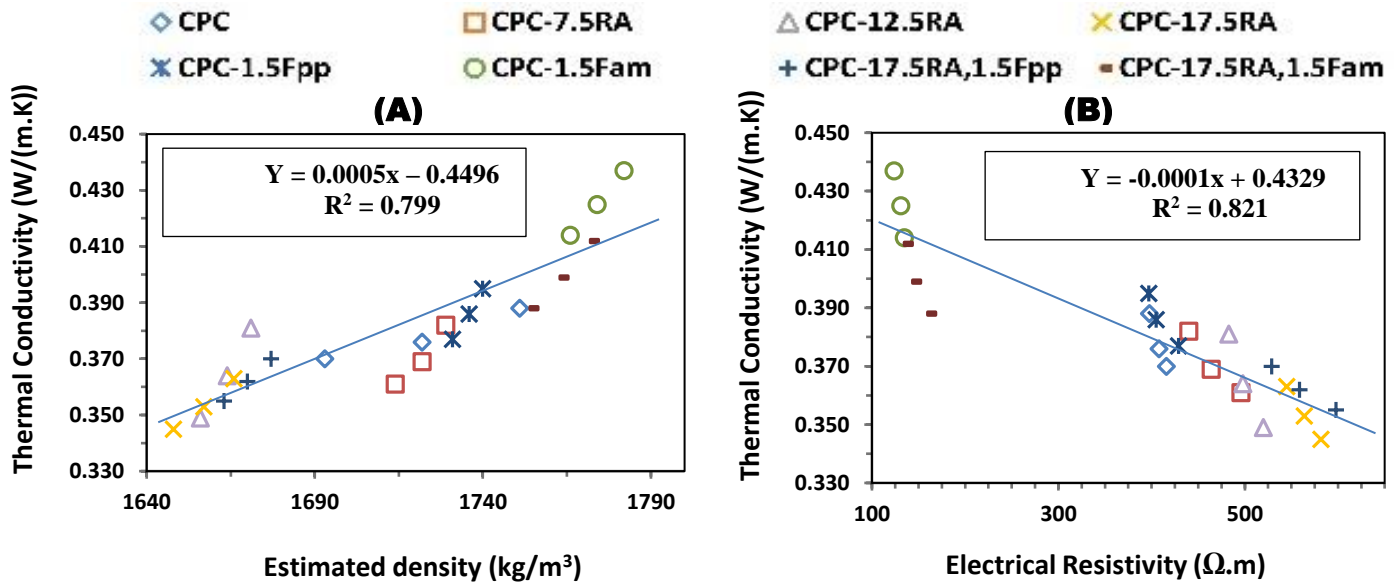 CPC CPC-7.5RA CPC-12.5RA CPC-17.5RA
CPC-1.5Fpp CPC-1.5Fam CPC-17.5RA,1.5Fpp CPC-17.5RA,1.5Fam
(A)
Thermal Conductivity (W/(m.K))
0.450
0.430
0.410
0.390
0.370
0.350
0.330
Y = 0.0005x – 0.4496
R² = 0.799
1640 1690 1740 1790
Estimated density (kg/m³)
(B)
Thermal Conductivity (W/(m.K))
0.450
0.430
0.410
0.390
0.370
0.350
0.330
Y = -0.0001x + 0.4329
R² = 0.821
100 300 500
Electrical Resistivity (Ω.m)